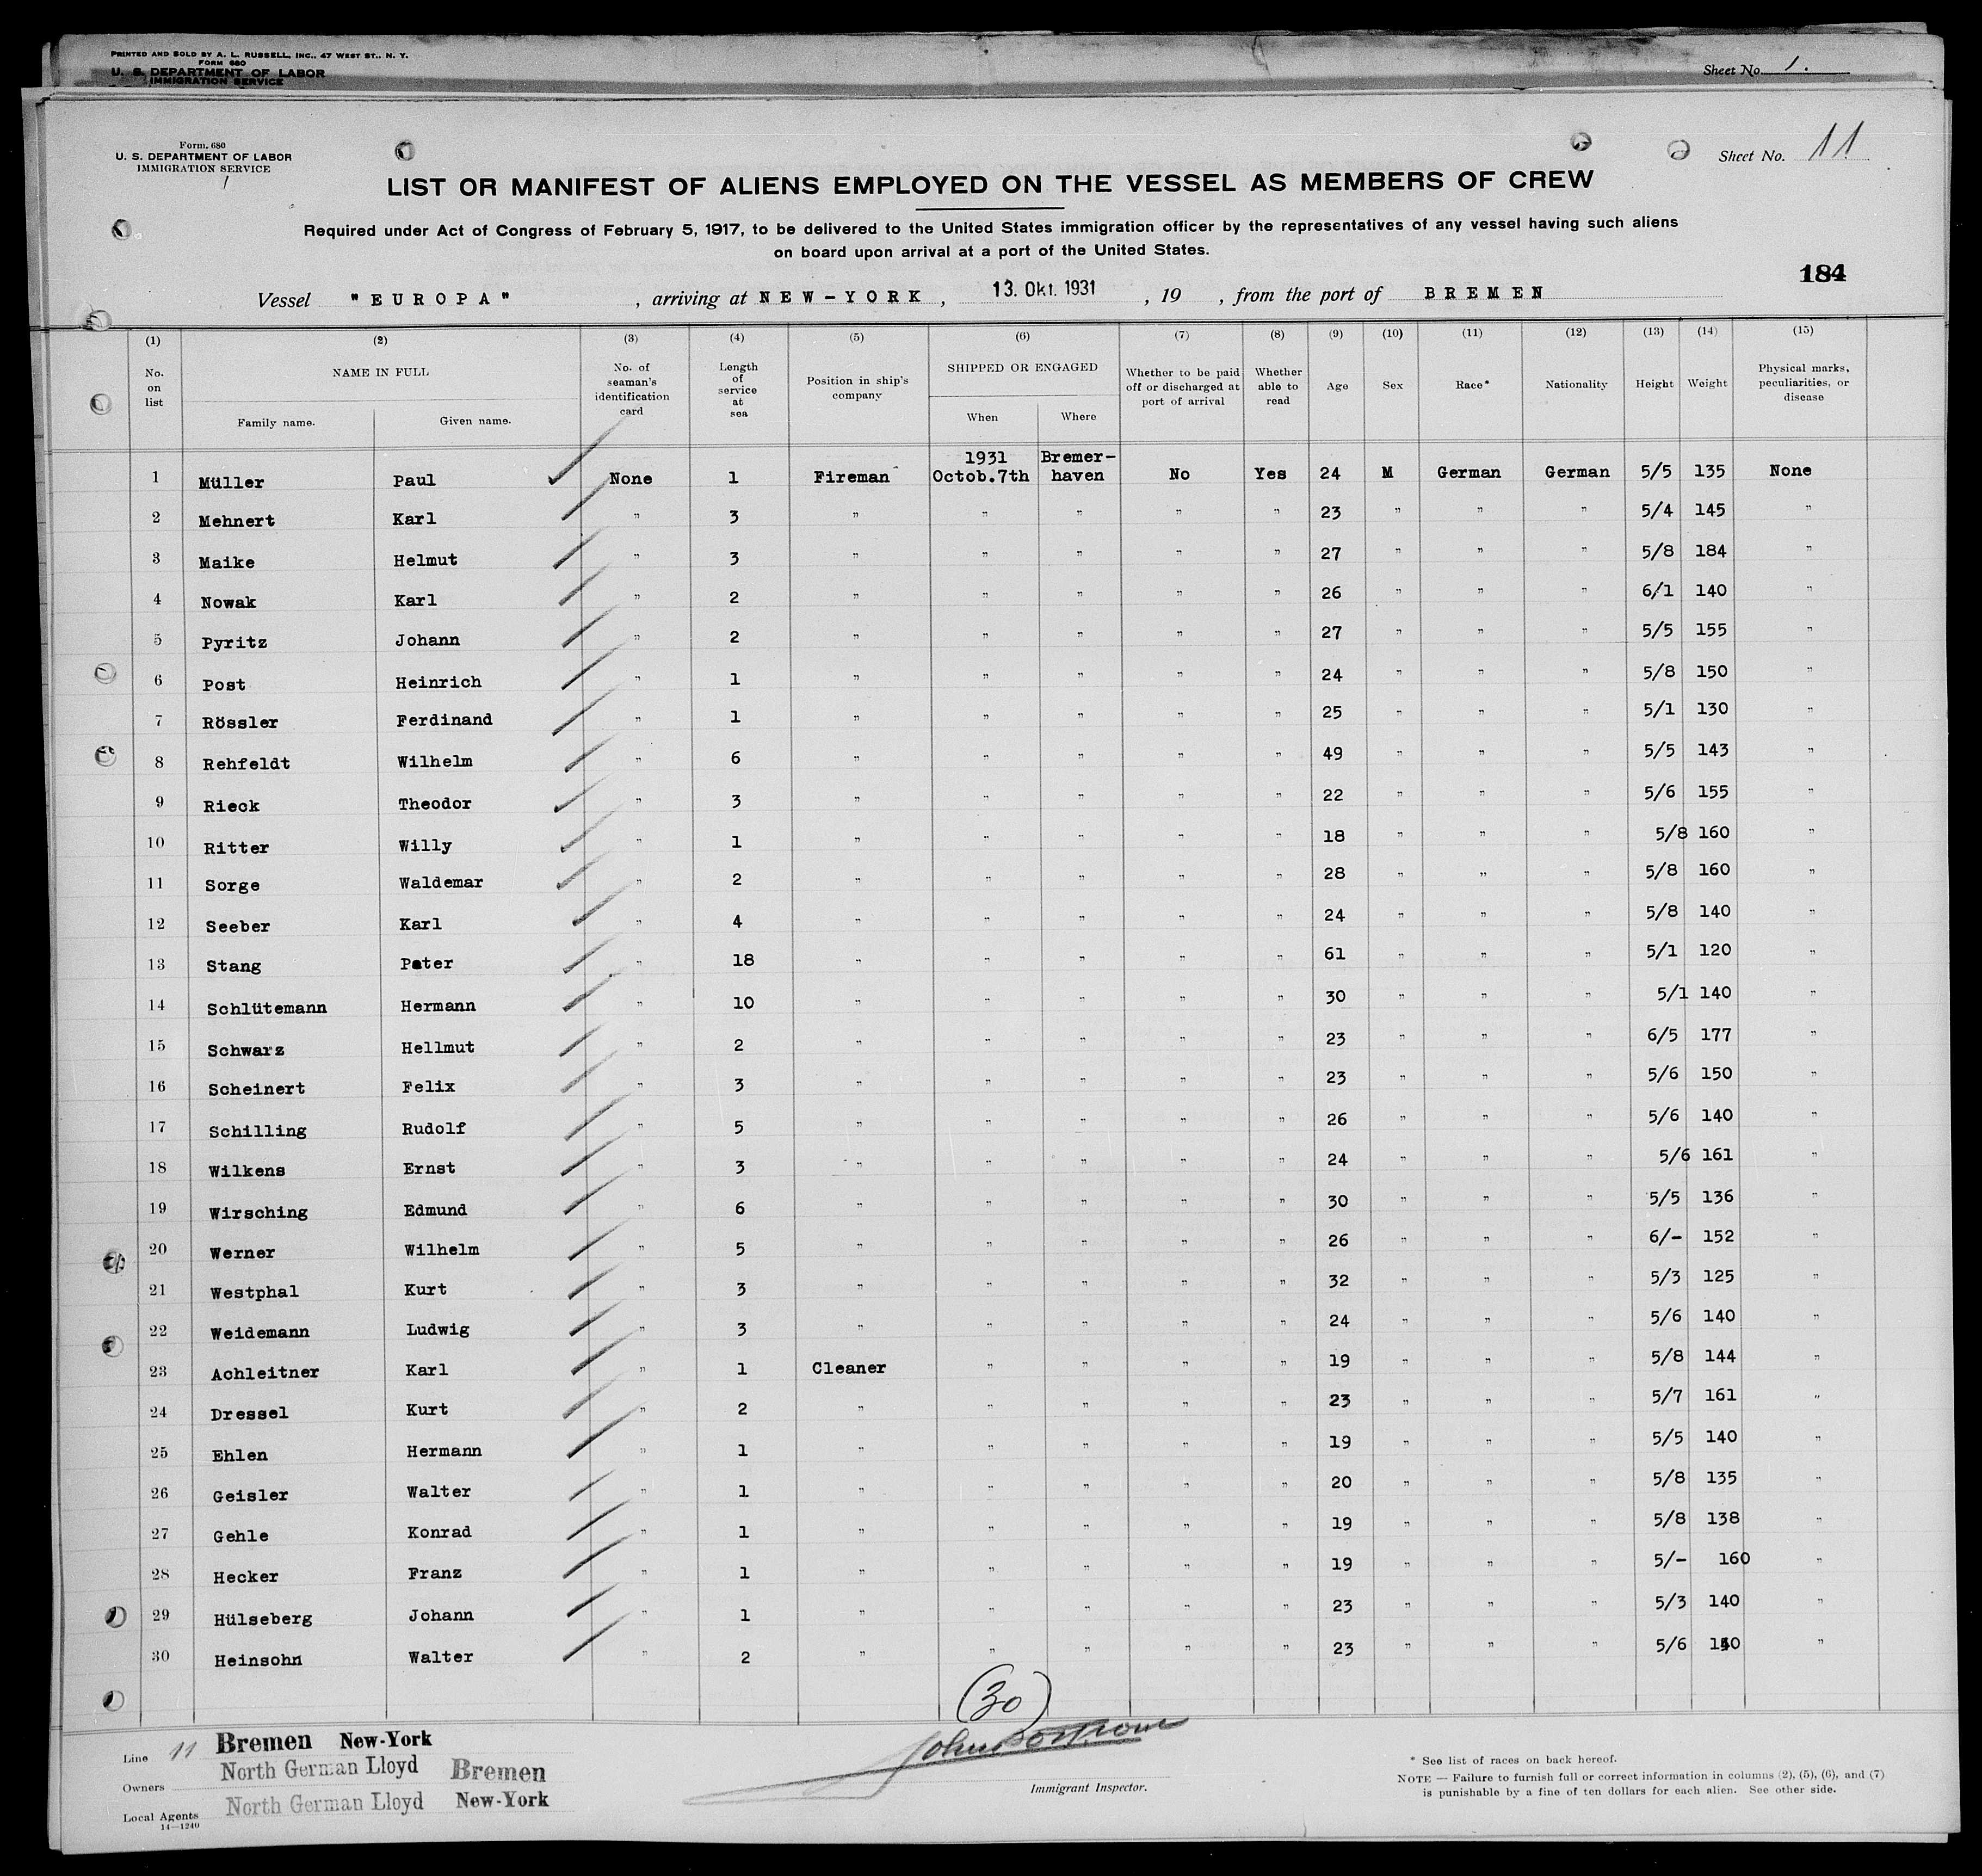 PRINTED AND SOLD BY A. L. RUSSELL, INC., 47 WEST ST., N. Y.
FORM 680
U. S. DEPARTMENT OF LABOR
IMMIGRATION SERVICE
Sheet No. 1.
Form 680
U. S. DEPARTMENT OF LABOR
IMMIGRATION SERVICE
1
Sheet No. 11
LIST OR MANIFEST OF ALIENS EMPLOYED ON THE VESSEL AS MEMBERS OF CREW
Required under Act of Congress of February 5, 1917, to be delivered to the United States immigration officer by the representatives of any vessel having such aliens
on board upon arrival at a port of the United States.
184
Vessel "EUROPA", arriving at NEW-YORK, 13. Okt. 1931, 19 , from the port of BREMEN
(1) (2) (3) (4) (5) (6) (7) (8) (9) (10) (11) (12) (13) (14) (15)
No. on list NAME IN FULL Family name. Given name. No. of seaman's identification card Length of service at sea Position in ship's company SHIPPED OR ENGAGED When Where Whether to be paid off or discharged at port of arrival Whether able to read Age Sex Race* Nationality Height Weight Physical marks, peculiarities, or disease
1 Müller Paul None 1 Fireman 1931 Octob.7th Bremerhaven No Yes 24 M German German 5/5 135 None
2 Mehnert Karl " 3 " " " " " 23 " " " 5/4 145 "
3 Maike Helmut " 3 " " " " " 27 " " " 5/8 184 "
4 Nowak Karl " 2 " " " " " 26 " " " 6/1 140 "
5 Pyritz Johann " 2 " " " " " 27 " " " 5/5 155 "
6 Post Heinrich " 1 " " " " " 24 " " " 5/8 150 "
7 Rössler Ferdinand " 1 " " " " " 25 " " " 5/1 130 "
8 Rehfeldt Wilhelm " 6 " " " " " 49 " " " 5/5 143 "
9 Rieck Theodor " 3 " " " " " 22 " " " 5/6 155 "
10 Ritter Willy " 1 " " " " " 18 " " " 5/8 160 "
11 Sorge Waldemar " 2 " " " " " 28 " " " 5/8 160 "
12 Seeber Karl " 4 " " " " " 24 " " " 5/8 140 "
13 Stang Peter " 18 " " " " " 61 " " " 5/1 120 "
14 Schlütemann Hermann " 10 " " " " " 30 " " " 5/1 140 "
15 Schwarz Hellmut " 2 " " " " " 23 " " " 6/5 177 "
16 Scheinert Felix " 3 " " " " " 23 " " " 5/6 150 "
17 Schilling Rudolf " 5 " " " " " 26 " " " 5/6 140 "
18 Wilkens Ernst " 3 " " " " " 24 " " " 5/6 161 "
19 Wirsching Edmund " 6 " " " " " 30 " " " 5/5 136 "
20 Werner Wilhelm " 5 " " " " " 26 " " " 6/- 152 "
21 Westphal Kurt " 3 " " " " " 32 " " " 5/3 125 "
22 Weidemann Ludwig " 3 " " " " " 24 " " " 5/6 140 "
23 Achleitner Karl " 1 Cleaner " " " " 19 " " " 5/8 144 "
24 Dressel Kurt " 2 " " " " " 23 " " " 5/7 161 "
25 Ehlen Hermann " 1 " " " " " 19 " " " 5/5 140 "
26 Geisler Walter " 1 " " " " " 20 " " " 5/8 135 "
27 Gehle Konrad " 1 " " " " " 19 " " " 5/8 138 "
28 Hecker Franz " 1 " " " " " 19 " " " 5/- 160 "
29 Hülseberg Johann " 1 " " " " " 23 " " " 5/3 140 "
30 Heinsohn Walter " 2 " " " " " 23 " " " 5/6 "
(30)
Line 11 Bremen New-York
Owners North German Lloyd Bremen
Local Agents North German Lloyd New-York
14—1240
John
Immigrant Inspector.
* See list of races on back hereof.
NOTE — Failure to furnish full or correct information in columns (2), (5), (6), and (7)
is punishable by a fine of ten dollars for each alien. See other side.